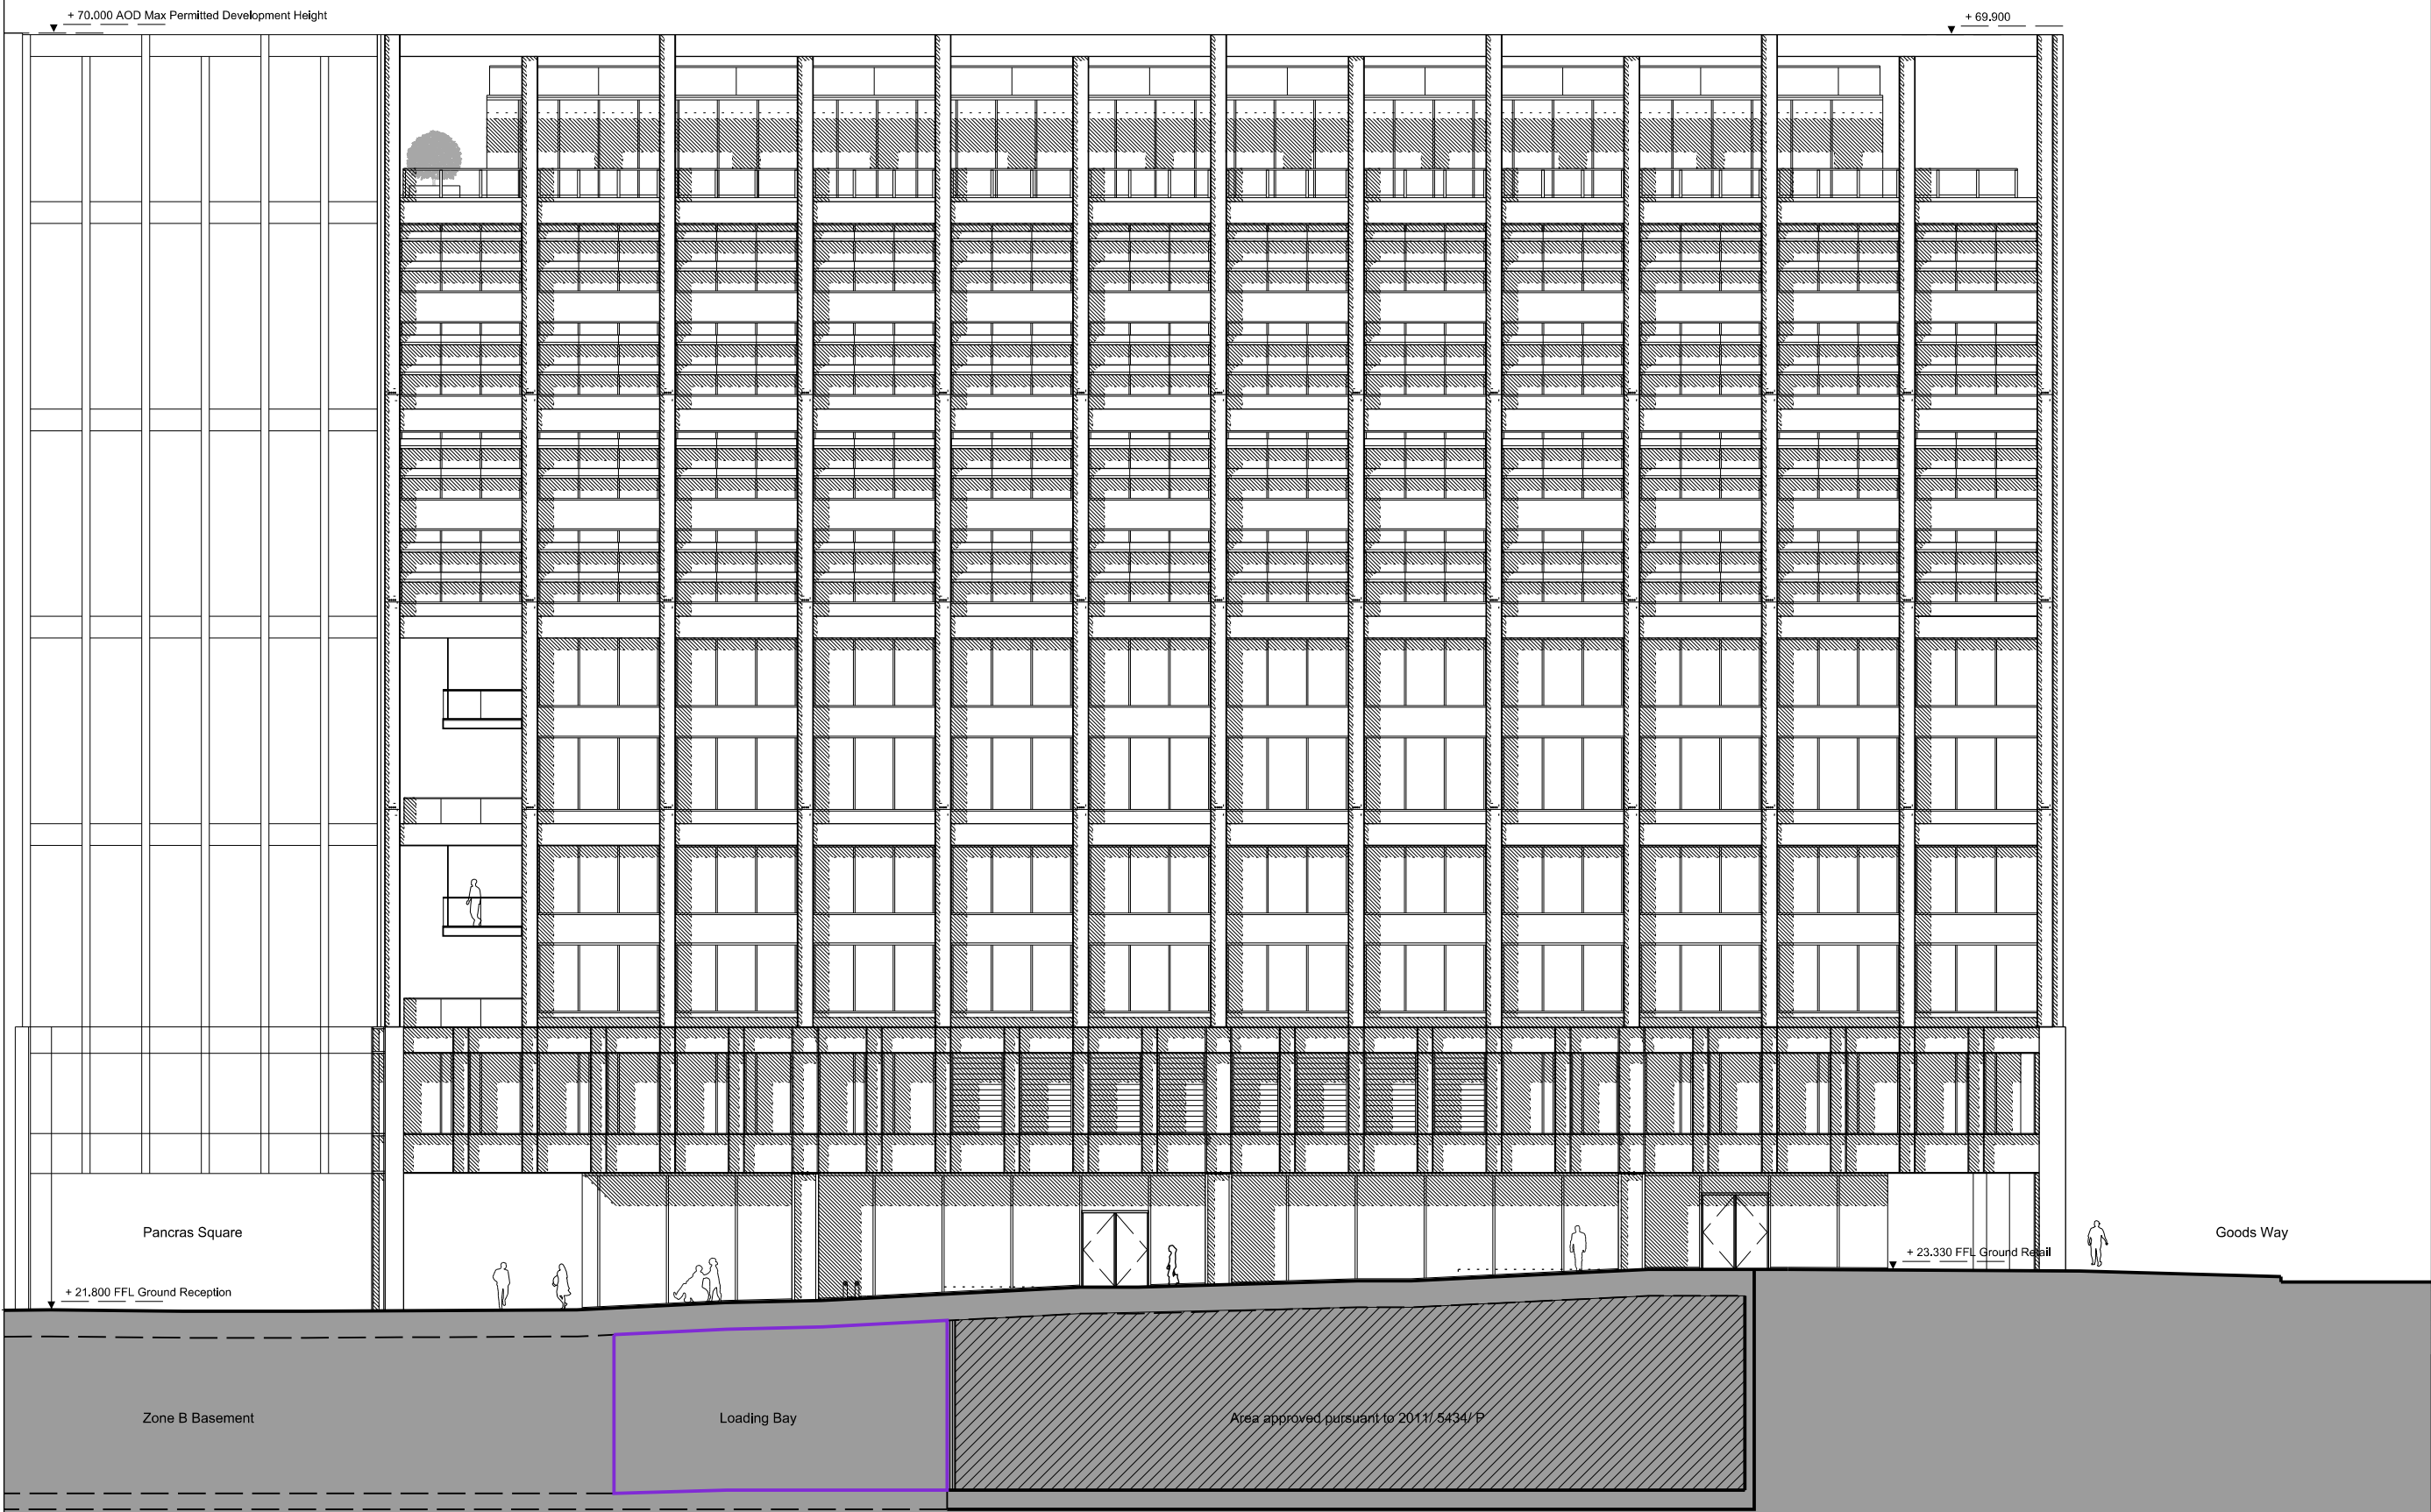 + 70.000 AOD Max Permitted Development Height
+ 69.900
Pancras Square
Goods Way
+ 23.330 FFL Ground Retail
+ 21.800 FFL Ground Reception
Zone B Basement
Loading Bay
Area approved pursuant to 2011/ 5434/ P